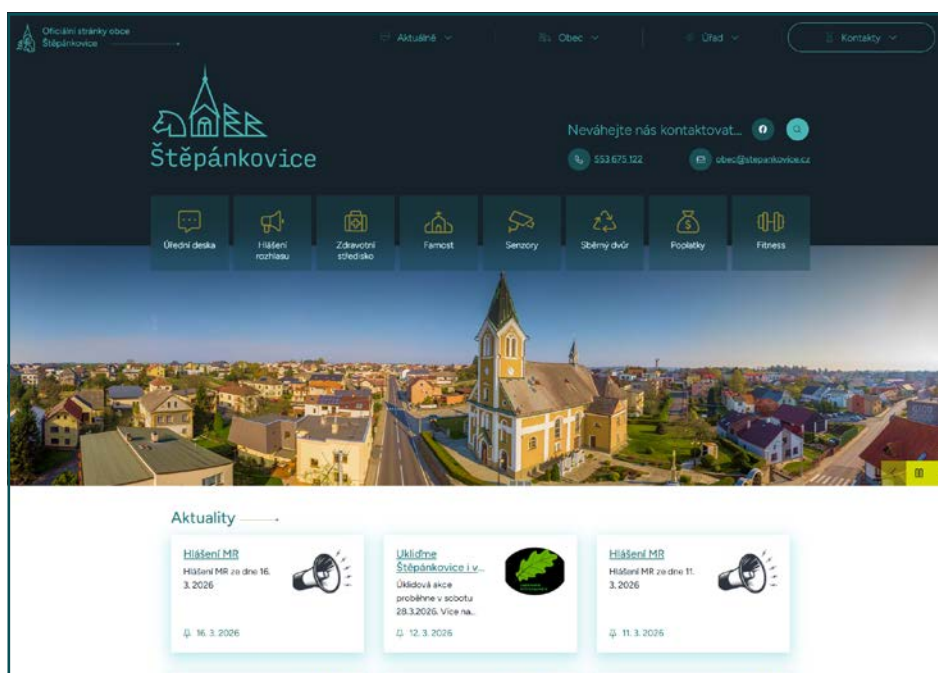 Oficiální stránky obce
Štěpánkovice
Aktuálně
Obec
Úřad
Kontakty
Štěpánkovice
Neváhejte nás kontaktovat...
553 675 122
obec@stepankovice.cz
Úřední deska
Hlášení
rozhlasu
Zdravotní
středisko
Farnost
Senzory
Sběrný dvůr
Poplatky
Fitness
Aktuality
Hlášení MR
Hlášení MR ze dne 16.
3. 2026
16. 3. 2026
Ukliďme
Štěpánkovice i v...
Úklidová akce
proběhne v sobotu
28.3.2026. Více na...
12. 3. 2026
Hlášení MR
Hlášení MR ze dne 11.
3. 2026
11. 3. 2026